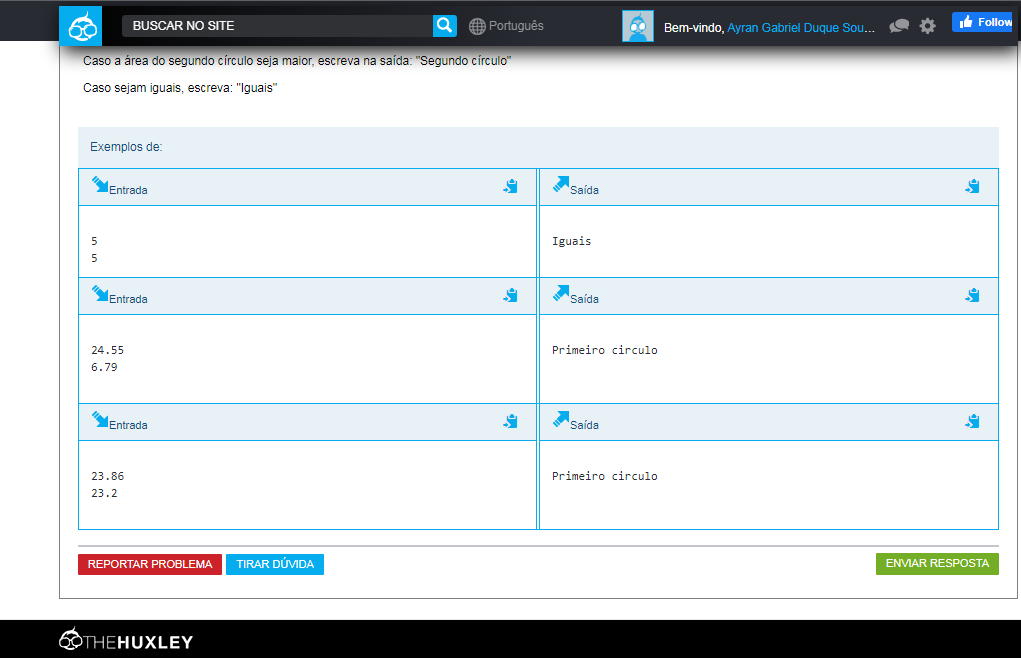 BUSCAR NO SITE
Português
Bem-vindo, Ayran Gabriel Duque Sou...
Follow
Caso a área do segundo círculo seja maior, escreva na saída: "Segundo círculo"
Caso sejam iguais, escreva: "Iguais"
Exemplos de:
Entrada
Saída
5
5
Iguais
Entrada
Saída
24.55
6.79
Primeiro circulo
Entrada
Saída
23.86
23.2
Primeiro circulo
REPORTAR PROBLEMA
TIRAR DÚVIDA
ENVIAR RESPOSTA
THEHUXLEY